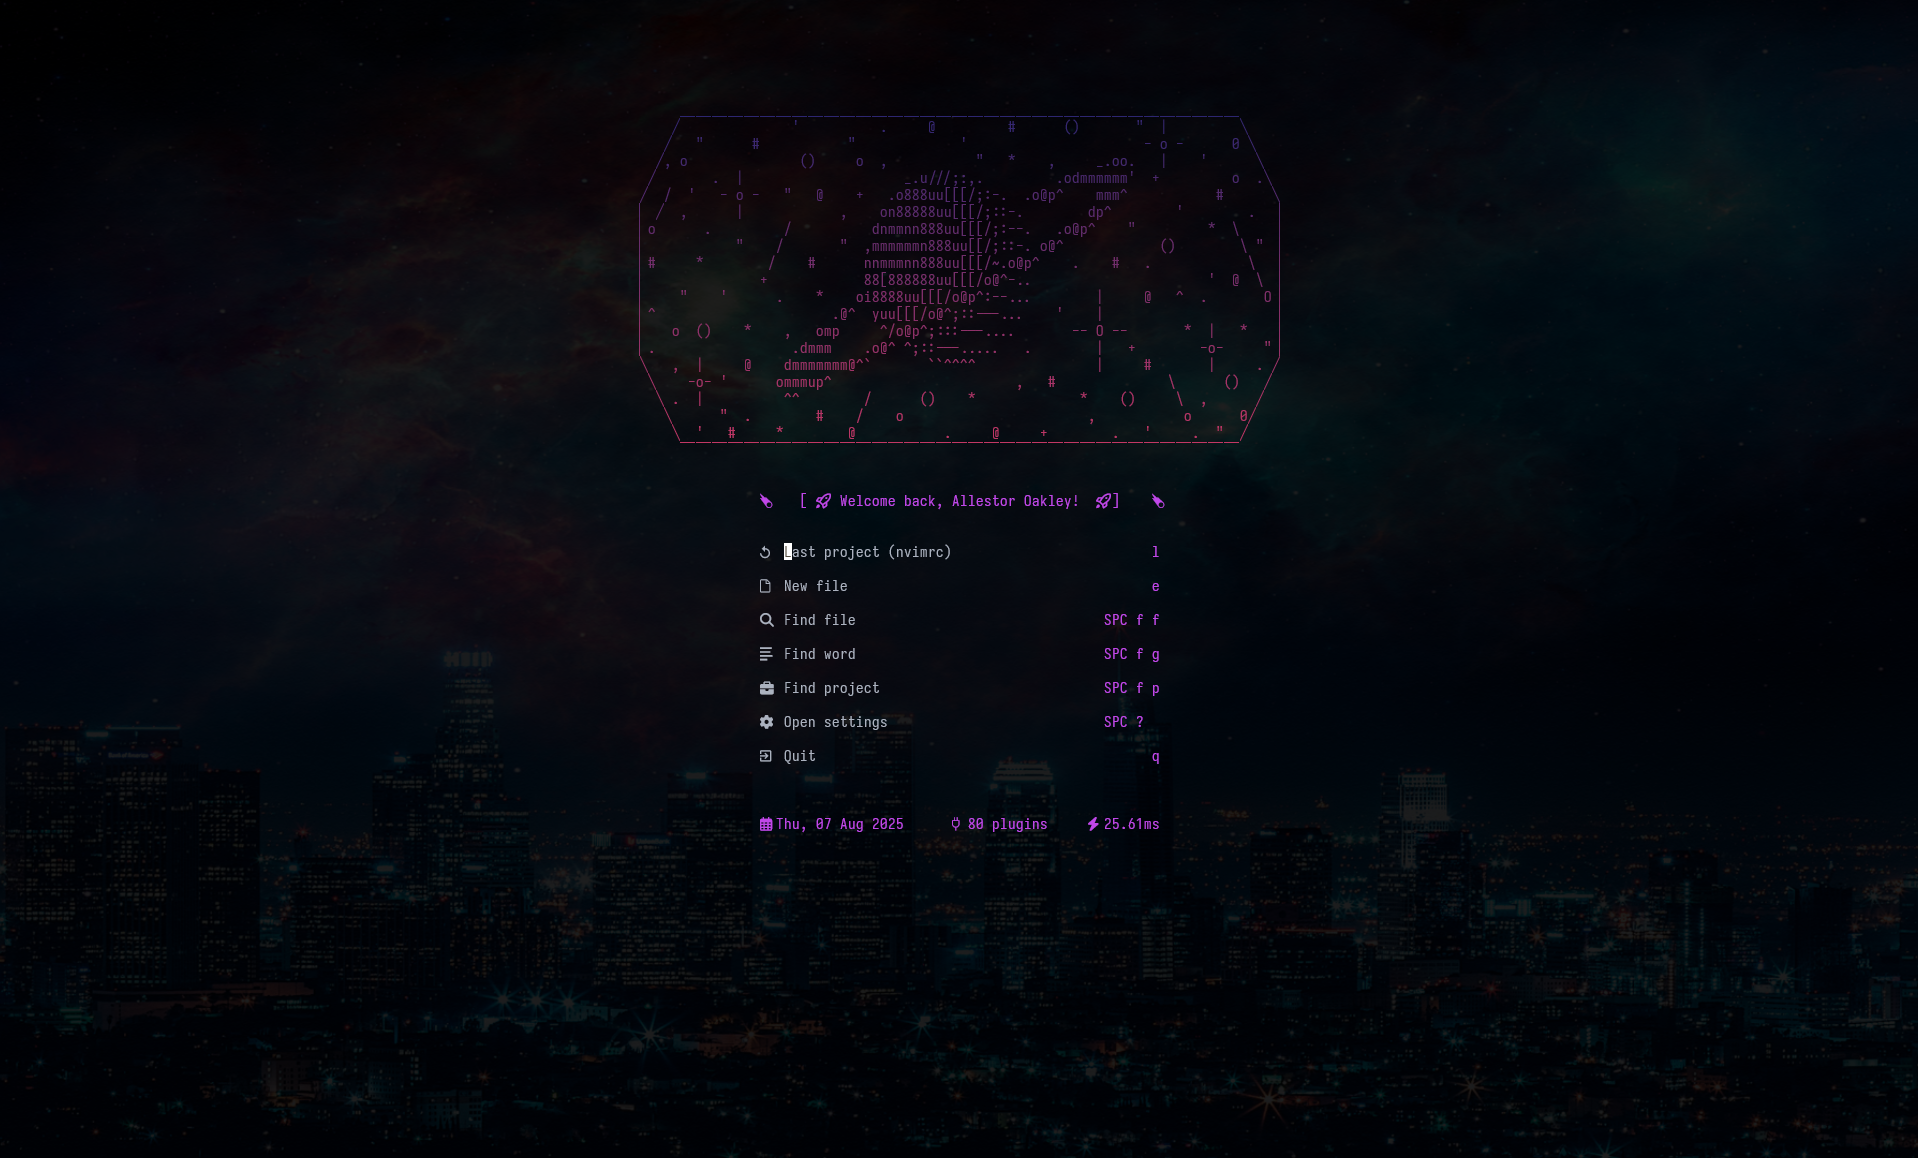 Welcome back, Allestor Oakley!
Last project (nvimrc) l
New file e
Find file SPC f f
Find word SPC f g
Find project SPC f p
Open settings SPC ?
Quit q
Thu, 07 Aug 2025 80 plugins 25.61ms